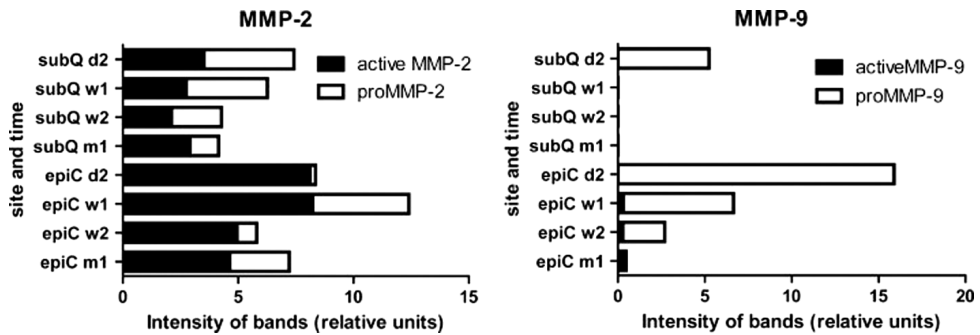 MMP-2
site and time
subQ d2
subQ w1
subQ w2
subQ m1
epiC d2
epiC w1
epiC w2
epiC m1
active MMP-2
proMMP-2
0 5 10 15
Intensity of bands (relative units)
MMP-9
site and time
subQ d2
subQ w1
subQ w2
subQ m1
epiC d2
epiC w1
epiC w2
epiC m1
activeMMP-9
proMMP-9
0 5 10 15 20
Intensity of bands (relative units)